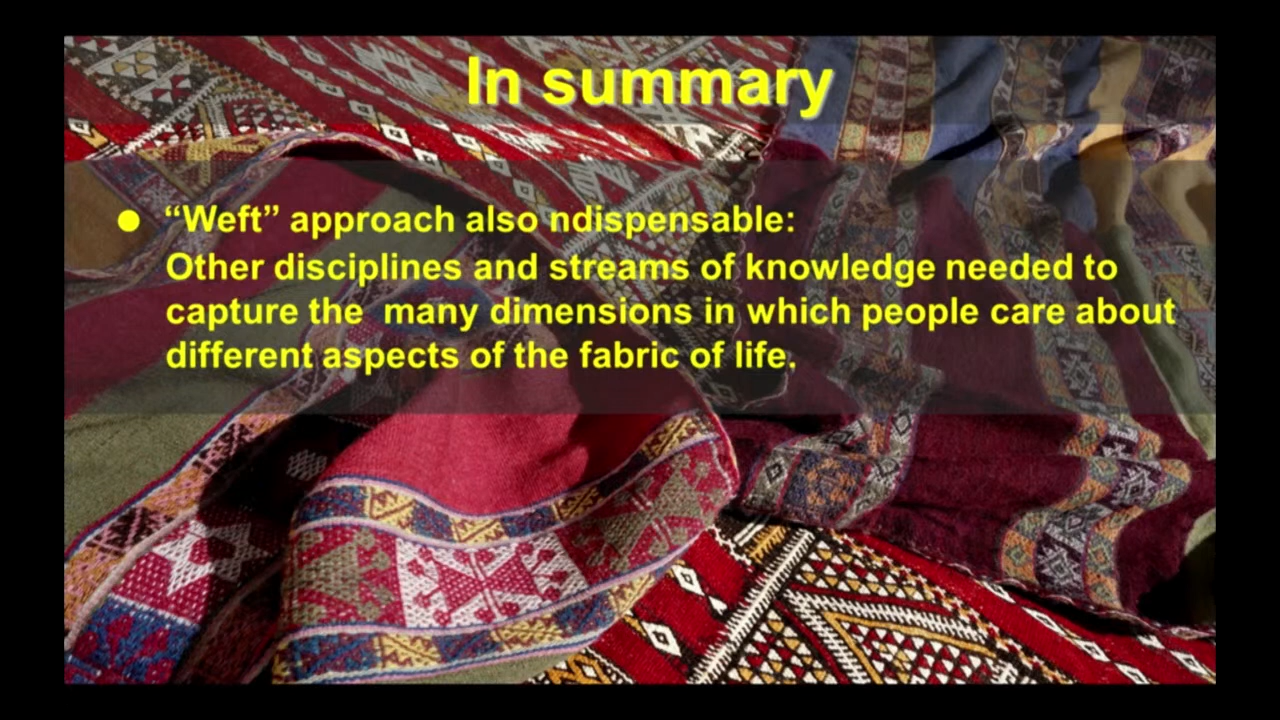 In summary
“Weft” approach also ndispensable:
Other disciplines and streams of knowledge needed to
capture the many dimensions in which people care about
different aspects of the fabric of life.